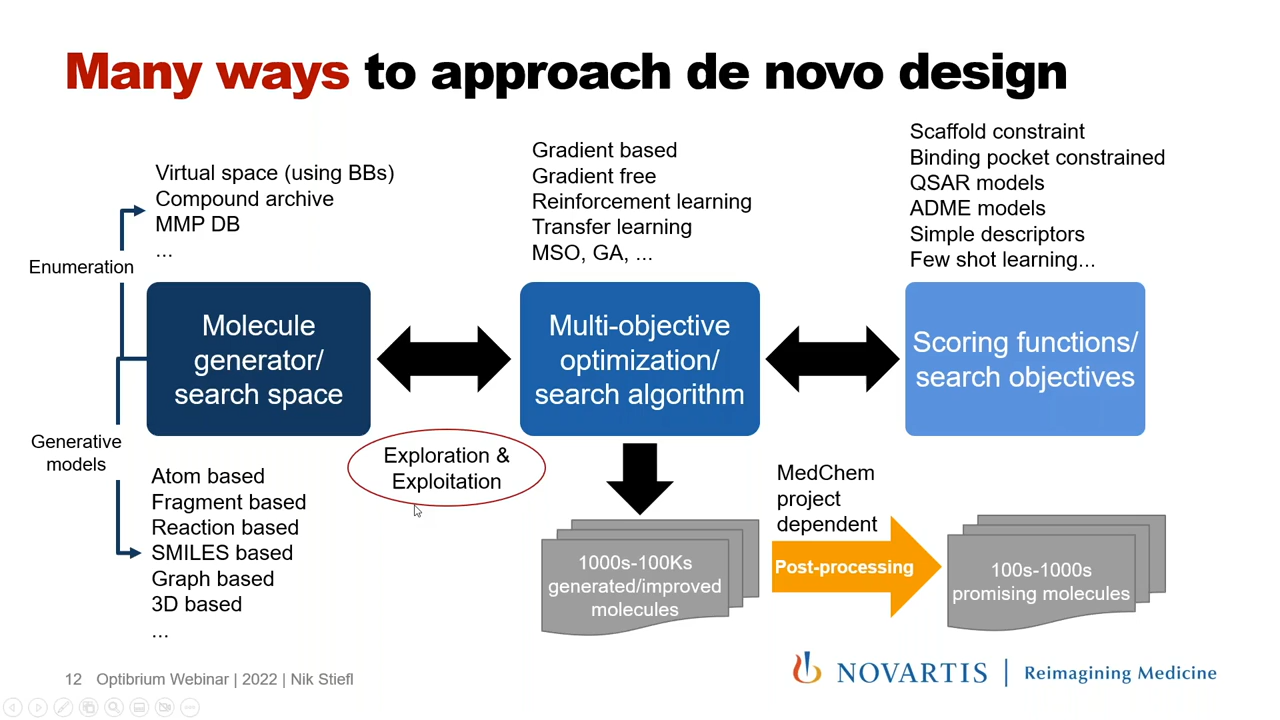 Many ways to approach de novo design
Virtual space (using BBs)
Compound archive
MMP DB
...
Enumeration
Molecule
generator/
search space
Generative
models
Atom based
Fragment based
Reaction based
SMILES based
Graph based
3D based
...
Exploration &
Exploitation
Gradient based
Gradient free
Reinforcement learning
Transfer learning
MSO, GA, ...
Multi-objective
optimization/
search algorithm
Scaffold constraint
Binding pocket constrained
QSAR models
ADME models
Simple descriptors
Few shot learning...
Scoring functions/
search objectives
1000s-100Ks
generated/improved
molecules
MedChem
project
dependent
Post-processing
100s-1000s
promising molecules
12 Optibrium Webinar | 2022 | Nik Stiefl
NOVARTIS | Reimagining Medicine